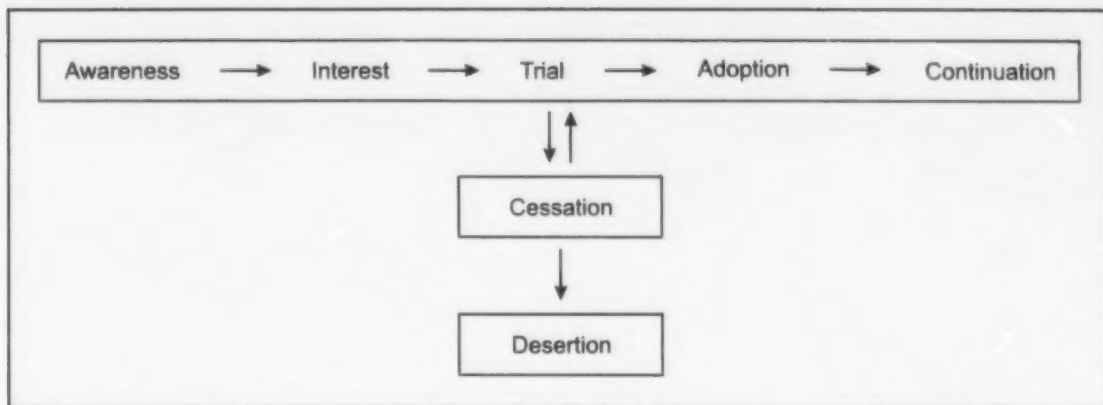 Awareness → Interest → Trial → Adoption → Continuation
Cessation
Desertion